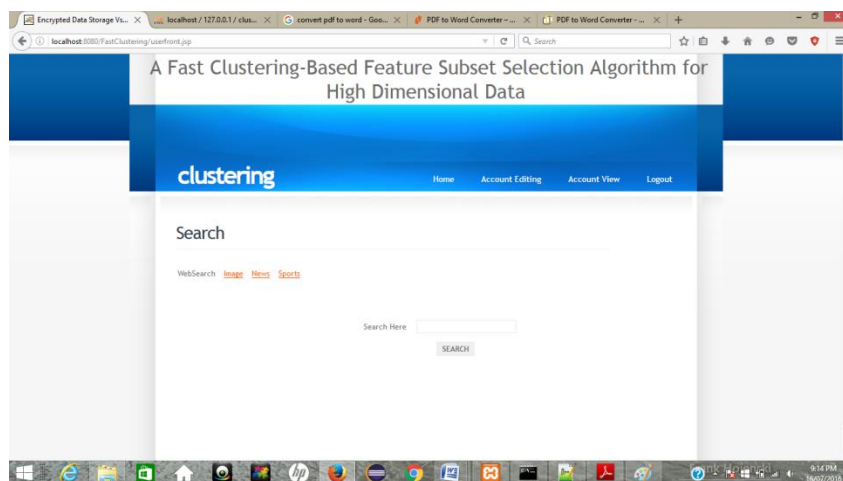 Encrypted Data Storage Vs...
localhost / 127.0.0.1 / clus...
convert pdf to word - Goo...
PDF to Word Converter – ...
PDF to Word Converter - ...
localhost:8080/FastClustering/userfront.jsp
Search
A Fast Clustering-Based Feature Subset Selection Algorithm for
High Dimensional Data
clustering
Home Account Editing Account View Logout
Search
WebSearch Image News Sports
Search Here
SEARCH
9:14 PM